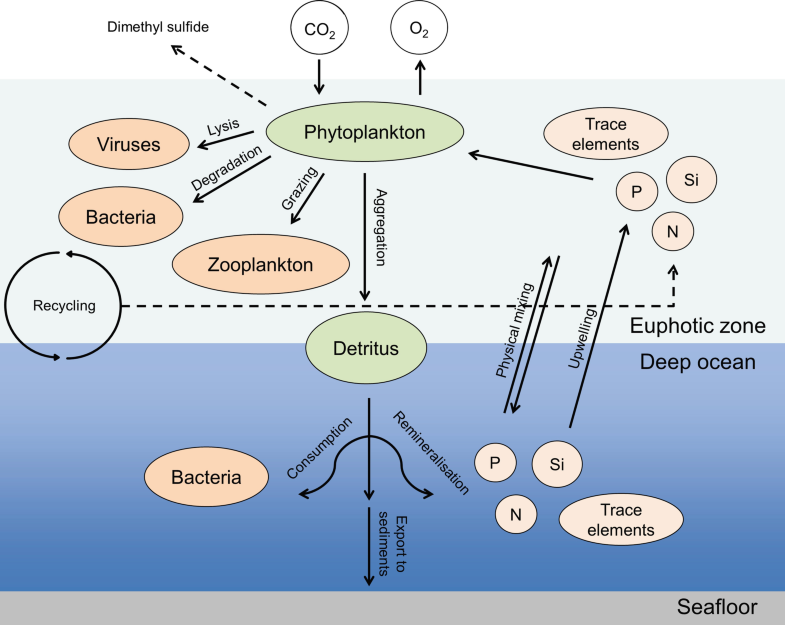 Dimethyl sulfide
CO2
O2
Phytoplankton
Trace
elements
Viruses
Lysis
Degradation
Grazing
Aggregation
Bacteria
Zooplankton
P
Si
N
Recycling
Physical mixing
Upwelling
Euphotic zone
Detritus
Deep ocean
Consumption
Remineralisation
Bacteria
P
Si
N
Trace
elements
Export to
sediments
Seafloor